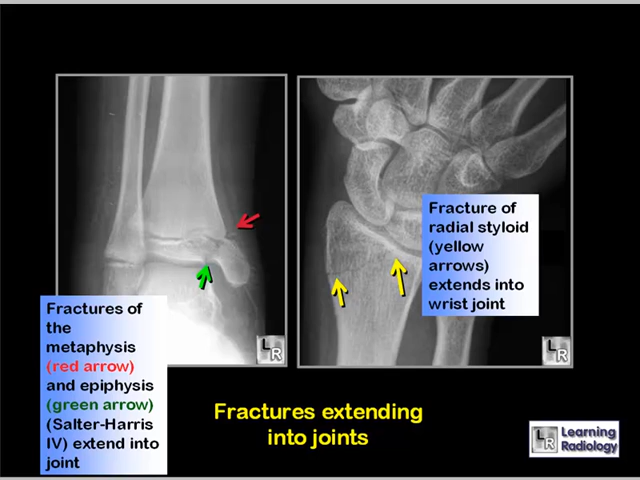 Fracture of
radial styloid
(yellow
arrows)
extends into
wrist joint
LR
LR
Fractures of
the
metaphysis
(red arrow)
and epiphysis
(green arrow)
(Salter-Harris
IV) extend into
joint
Fractures extending
into joints
LR
Learning
Radiology